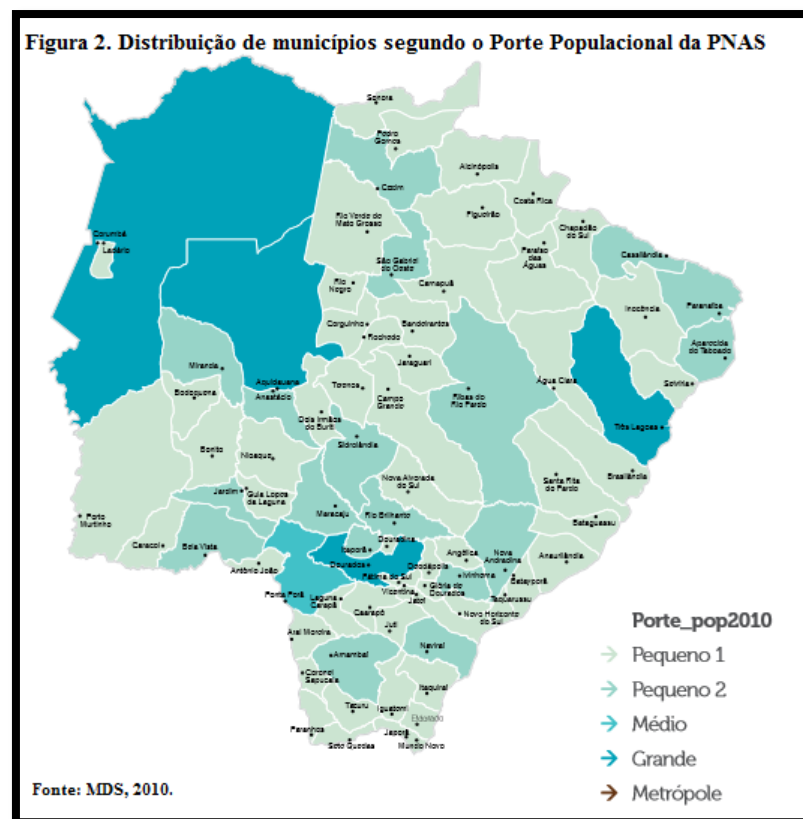 Figura 2. Distribuição de municípios segundo o Porte Populacional da PNAS
Sonora
Pedro
Gomes
Alcinópolis
Coxim
Costa Rica
Figueirão
Rio Verde do
Mato Grosso
Chapadão
do Sul
Corumbá
Ladário
Paraíso
das
Águas
Cassilândia
São Gabriel
do Oeste
Rio
Negro
Camapuã
Inocência
Paranaíba
Corguinho
Rochedo
Bandeirantes
Jaraguari
Aparecida
do Taboado
Miranda
Aquidauana
Anastácio
Bodoquena
Terenos
Campo
Grande
Ribas do
Rio Pardo
Água Clara
Selvíria
Dois Irmãos
do Buriti
Sidrolândia
Três Lagoas
Bonito
Nioaque
Nova Alvorada
do Sul
Santa Rita
do Pardo
Brasilândia
Jardim
Guia Lopes
da Laguna
Porto
Murtinho
Maracaju
Rio Brilhante
Bataguassu
Caracol
Bela Vista
Antônio João
Itaporã
Douradina
Dourados
Angélica
Nova
Andradina
Anaurilândia
Deodápolis
Ivinhema
Fátima do Sul
Vicentina
Glória de
Dourados
Batayporã
Jateí
Taquarussu
Ponta Porã
Laguna
Carapã
Caarapó
Novo Horizonte
do Sul
Porte_pop2010
Aral Moreira
Juti
Pequeno 1
Amambai
Naviraí
Coronel
Sapucaia
Pequeno 2
Itaquiraí
Tacuru
Iguatemi
Médio
Eldorado
Paranhos
Sete Quedas
Japorã
Mundo Novo
Grande
Fonte: MDS, 2010.
Metrópole